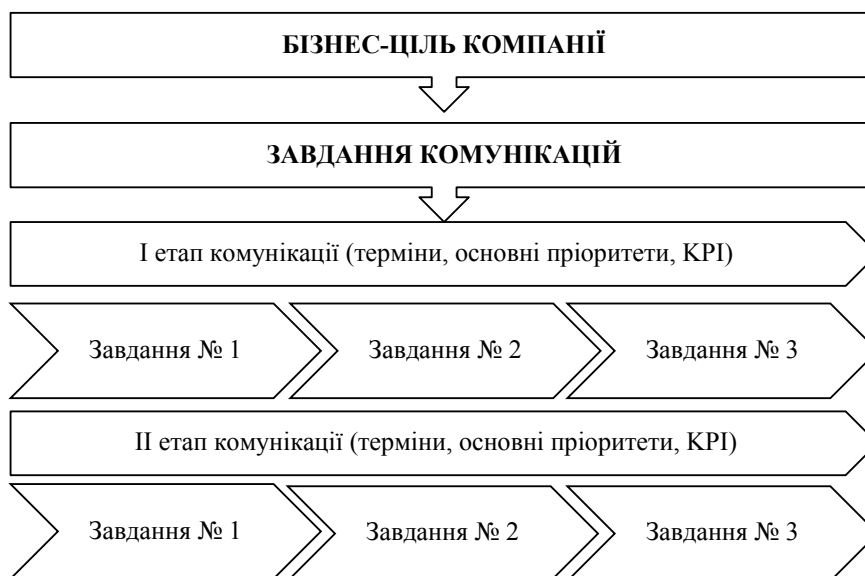 БІЗНЕС-ЦІЛЬ КОМПАНІЇ
ЗАВДАННЯ КОМУНІКАЦІЙ
І етап комунікації (терміни, основні пріоритети, KPI)
Завдання № 1
Завдання № 2
Завдання № 3
ІІ етап комунікації (терміни, основні пріоритети, KPI)
Завдання № 1
Завдання № 2
Завдання № 3